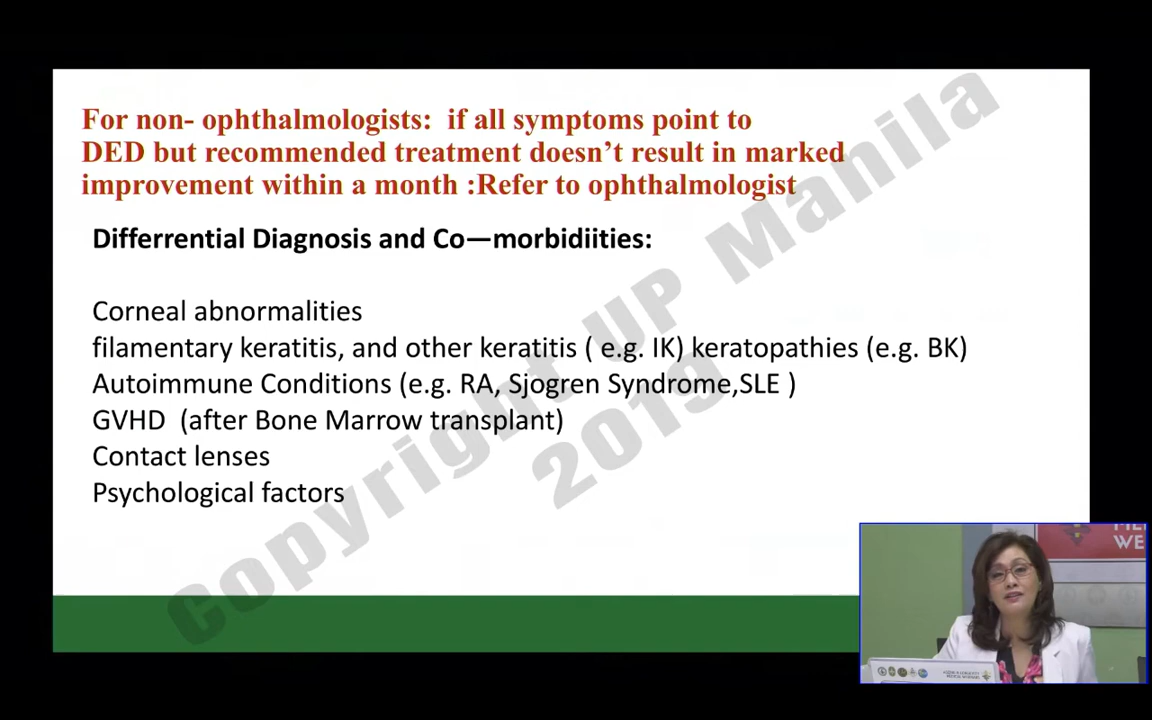 For non- ophthalmologists: if all symptoms point to
DED but recommended treatment doesn’t result in marked
improvement within a month :Refer to ophthalmologist
Differrential Diagnosis and Co—morbidiities:
Corneal abnormalities
filamentary keratitis, and other keratitis ( e.g. IK) keratopathies (e.g. BK)
Autoimmune Conditions (e.g. RA, Sjogren Syndrome,SLE )
GVHD (after Bone Marrow transplant)
Contact lenses
Psychological factors
Copyright UP Manila
2019
WE